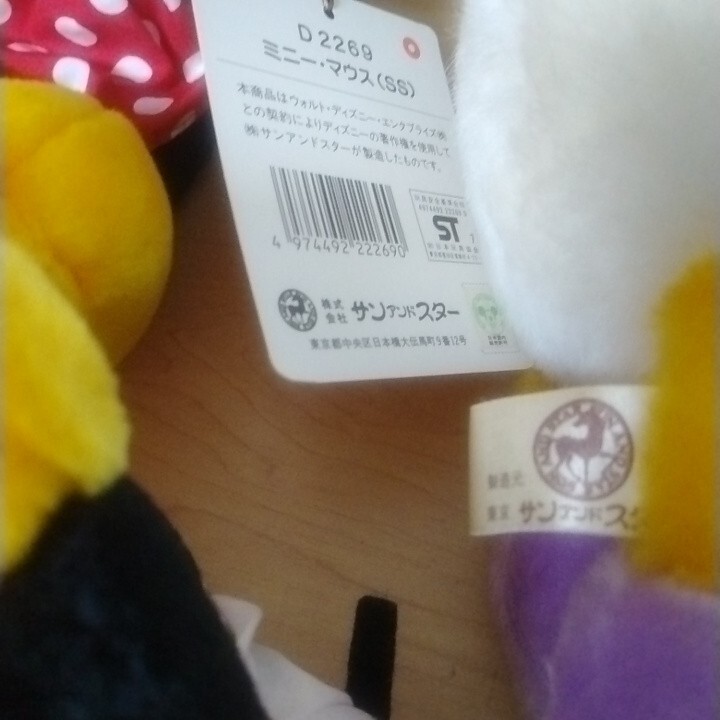 D2269
ミニー・マウス(SS)
本商品はウォルト・ディズニー・エンタプライズ㈱
との契約によりディズニーの著作権を使用して
㈱サンアンドスターが製造したものです。
4 974492 222690
ST
株式会社 サンアンドスター
東京都中央区日本橋大伝馬町9番12号
製造元
東京 サンアンドス